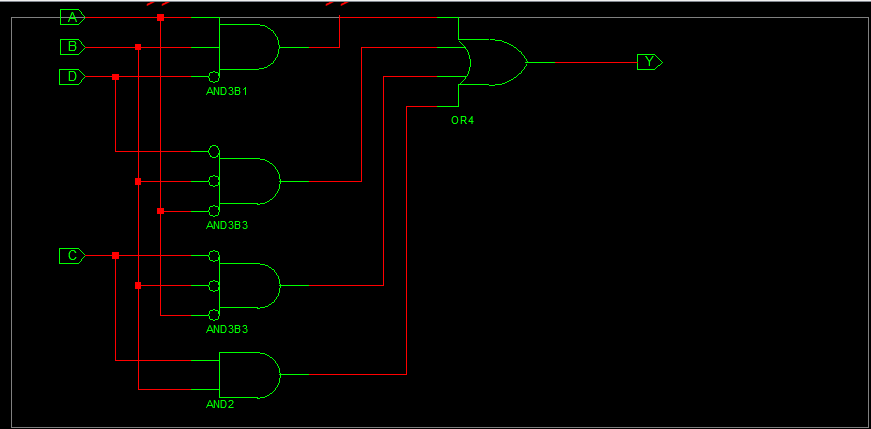 A
B
D
AND3B1
Y
OR4
AND3B3
C
AND3B3
AND2